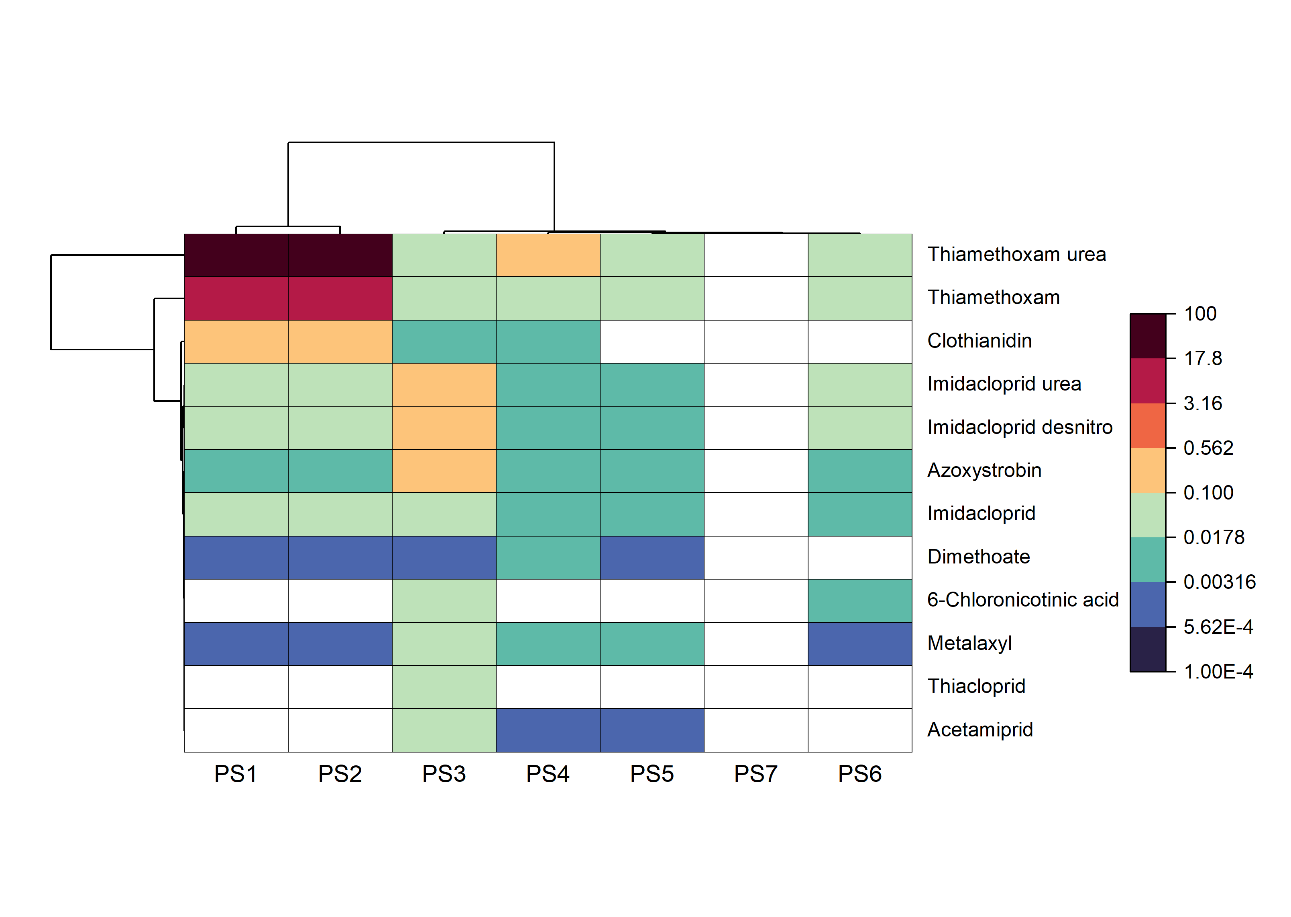 Thiamethoxam urea
Thiamethoxam
Clothianidin
Imidacloprid urea
Imidacloprid desnitro
Azoxystrobin
Imidacloprid
Dimethoate
6-Chloronicotinic acid
Metalaxyl
Thiacloprid
Acetamiprid
100
17.8
3.16
0.562
0.100
0.0178
0.00316
5.62E-4
1.00E-4
PS1 PS2 PS3 PS4 PS5 PS7 PS6